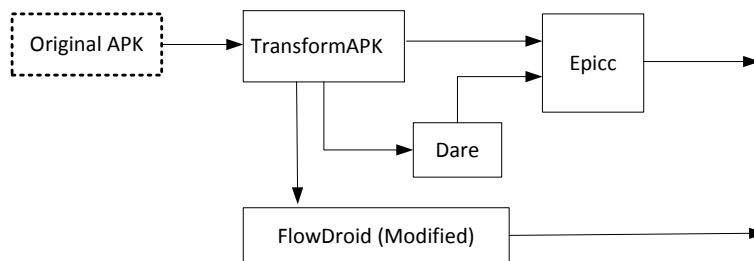 Original APK
TransformAPK
Epicc
Dare
FlowDroid (Modified)